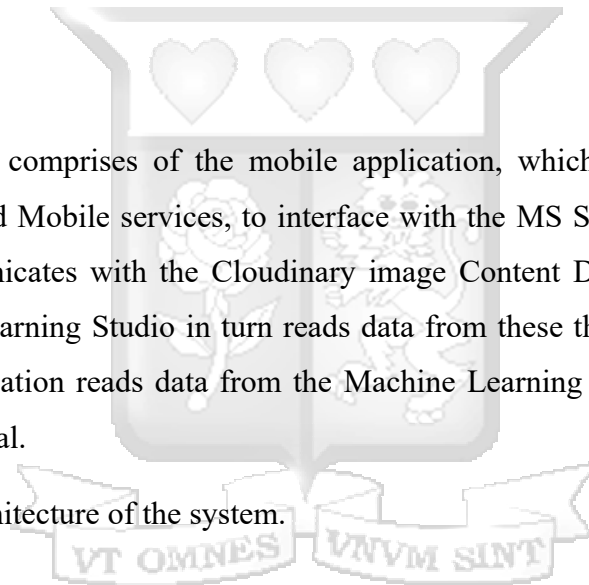 comprises of the mobile application, which
d Mobile services, to interface with the MS S
nicates with the Cloudinary image Content D
arning Studio in turn reads data from these th
ation reads data from the Machine Learning
al.
hitecture of the system.
VT OMNES VNVM SINT